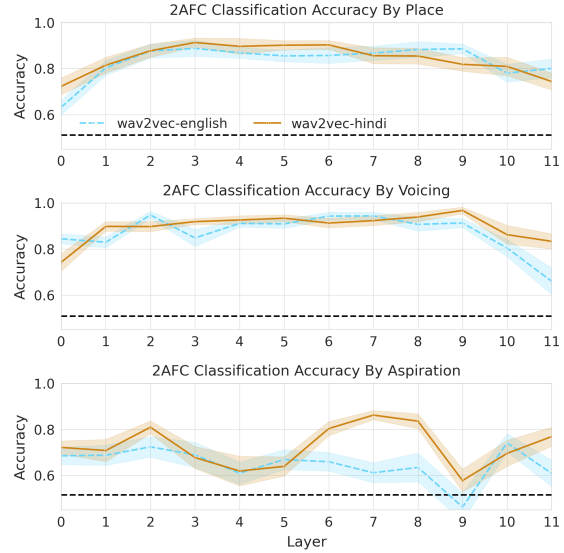 2AFC Classification Accuracy By Place
1.0
0.8
0.6
Accuracy
wav2vec-english wav2vec-hindi
0 1 2 3 4 5 6 7 8 9 10 11
2AFC Classification Accuracy By Voicing
1.0
0.8
0.6
Accuracy
0 1 2 3 4 5 6 7 8 9 10 11
2AFC Classification Accuracy By Aspiration
1.0
0.8
0.6
Accuracy
0 1 2 3 4 5 6 7 8 9 10 11
Layer